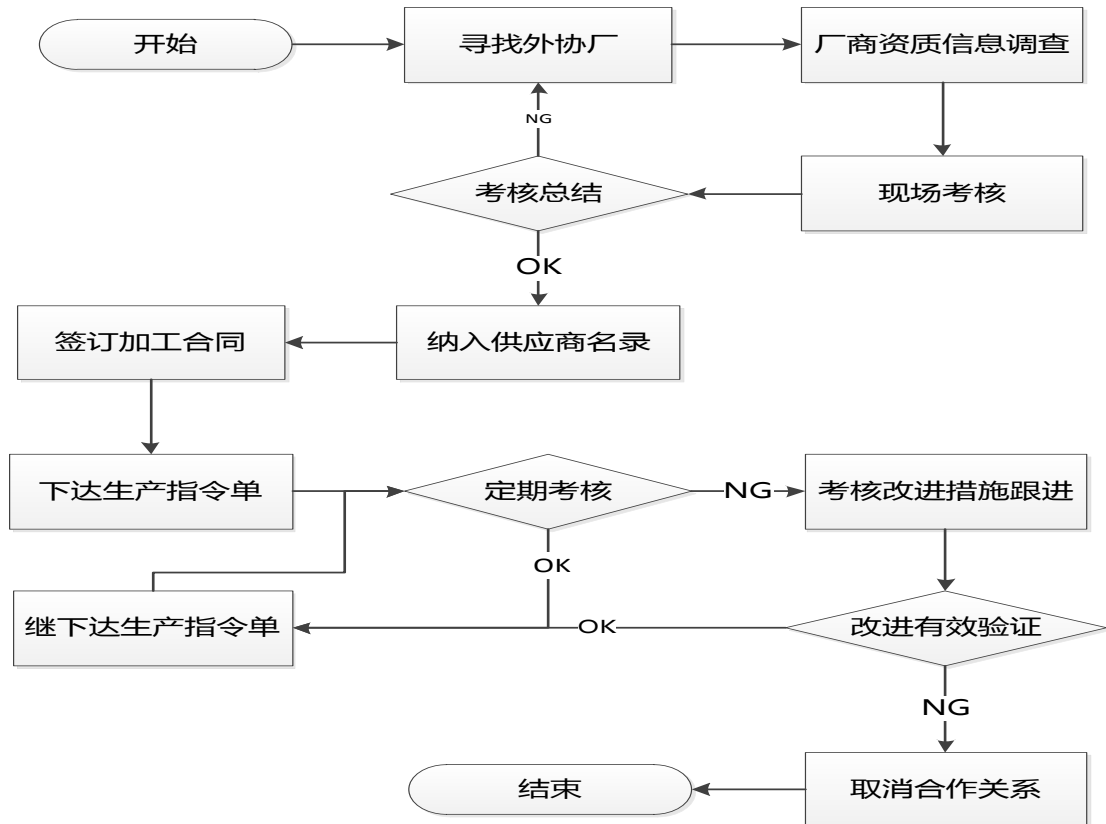 开始
寻找外协厂
厂商资质信息调查
NG
考核总结
现场考核
OK
签订加工合同
纳入供应商名录
下达生产指令单
定期考核
NG
考核改进措施跟进
OK
继下达生产指令单
OK
改进有效验证
NG
结束
取消合作关系